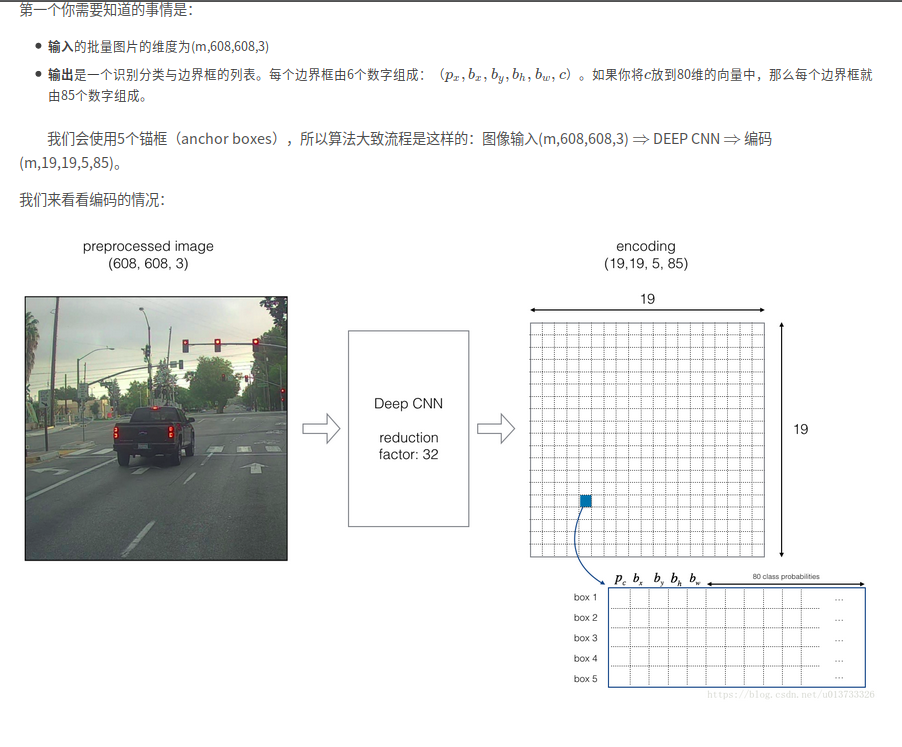 第一个你需要知道的事情是：
● 输入的批量图片的维度为(m,608,608,3)
● 输出是一个识别分类与边界框的列表。每个边界框由6个数字组成：（pₓ, bₓ, b_y, b_h, b_w, c）。如果你将c放到80维的向量中，那么每个边界框就
由85个数字组成。
我们会使用5个锚框（anchor boxes），所以算法大致流程是这样的：图像输入(m,608,608,3) ⇒ DEEP CNN ⇒ 编码
(m,19,19,5,85)。
我们来看看编码的情况：
preprocessed image
(608, 608, 3)
encoding
(19,19, 5, 85)
19
Deep CNN
reduction
factor: 32
19
p_c b_x b_y b_h b_w 80 class probabilities
box 1 ...
box 2 ...
box 3 ...
box 4 ...
box 5 ...
https://blog.csdn.net/u013733326